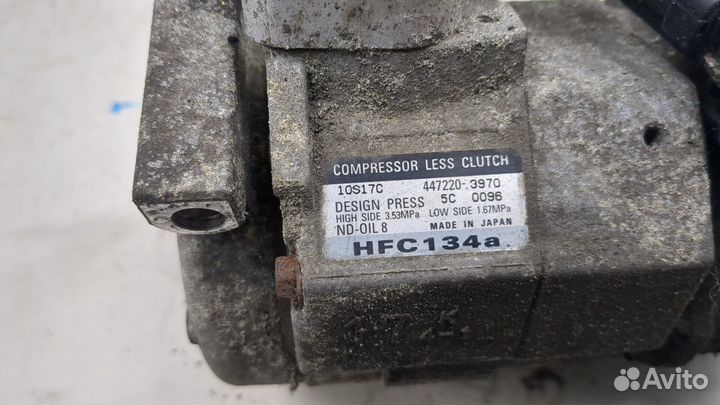 COMPRESSOR LESS CLUTCH
10S17C 447220-3970
DESIGN PRESS 5C 0096
HIGH SIDE 3.53MPa LOW SIDE 1.67MPa
ND-OIL 8 MADE IN JAPAN
HFC134a
Avito